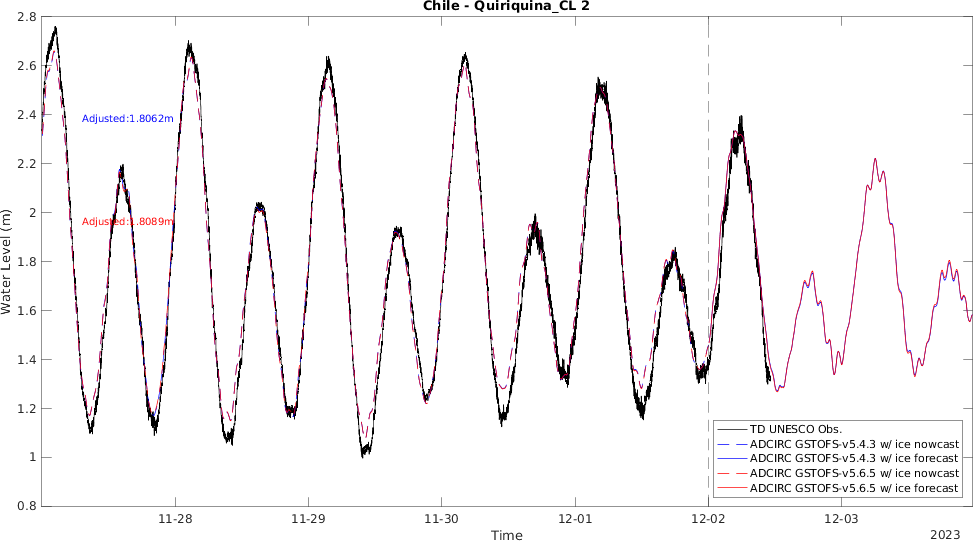 Chile - Quiriquina_CL 2
2.8
2.6
2.4
2.2
2
1.8
1.6
1.4
1.2
1
0.8
Water Level (m)
Adjusted:1.8062m
Adjusted:1.8089m
TD UNESCO Obs.
ADCIRC GSTOFS-v5.4.3 w/ ice nowcast
ADCIRC GSTOFS-v5.4.3 w/ ice forecast
ADCIRC GSTOFS-v5.6.5 w/ ice nowcast
ADCIRC GSTOFS-v5.6.5 w/ ice forecast
11-28 11-29 11-30 12-01 12-02 12-03
Time
2023